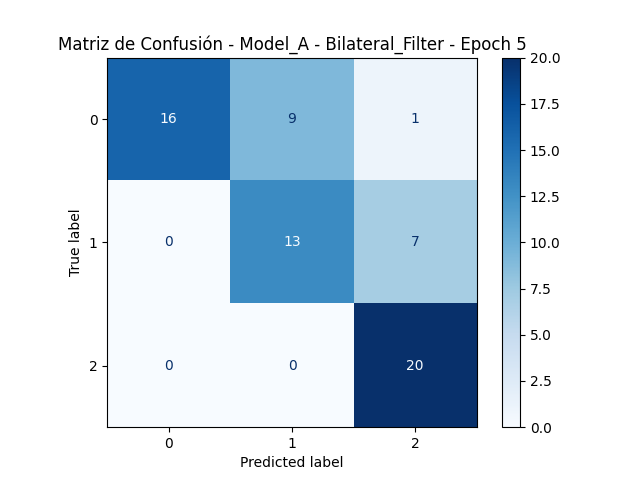 Matriz de Confusión - Model_A - Bilateral_Filter - Epoch 5
20.0
17.5
15.0
12.5
10.0
7.5
5.0
2.5
0.0
True label
0
16 9 1
1
0 13 7
2
0 0 20
0 1 2
Predicted label